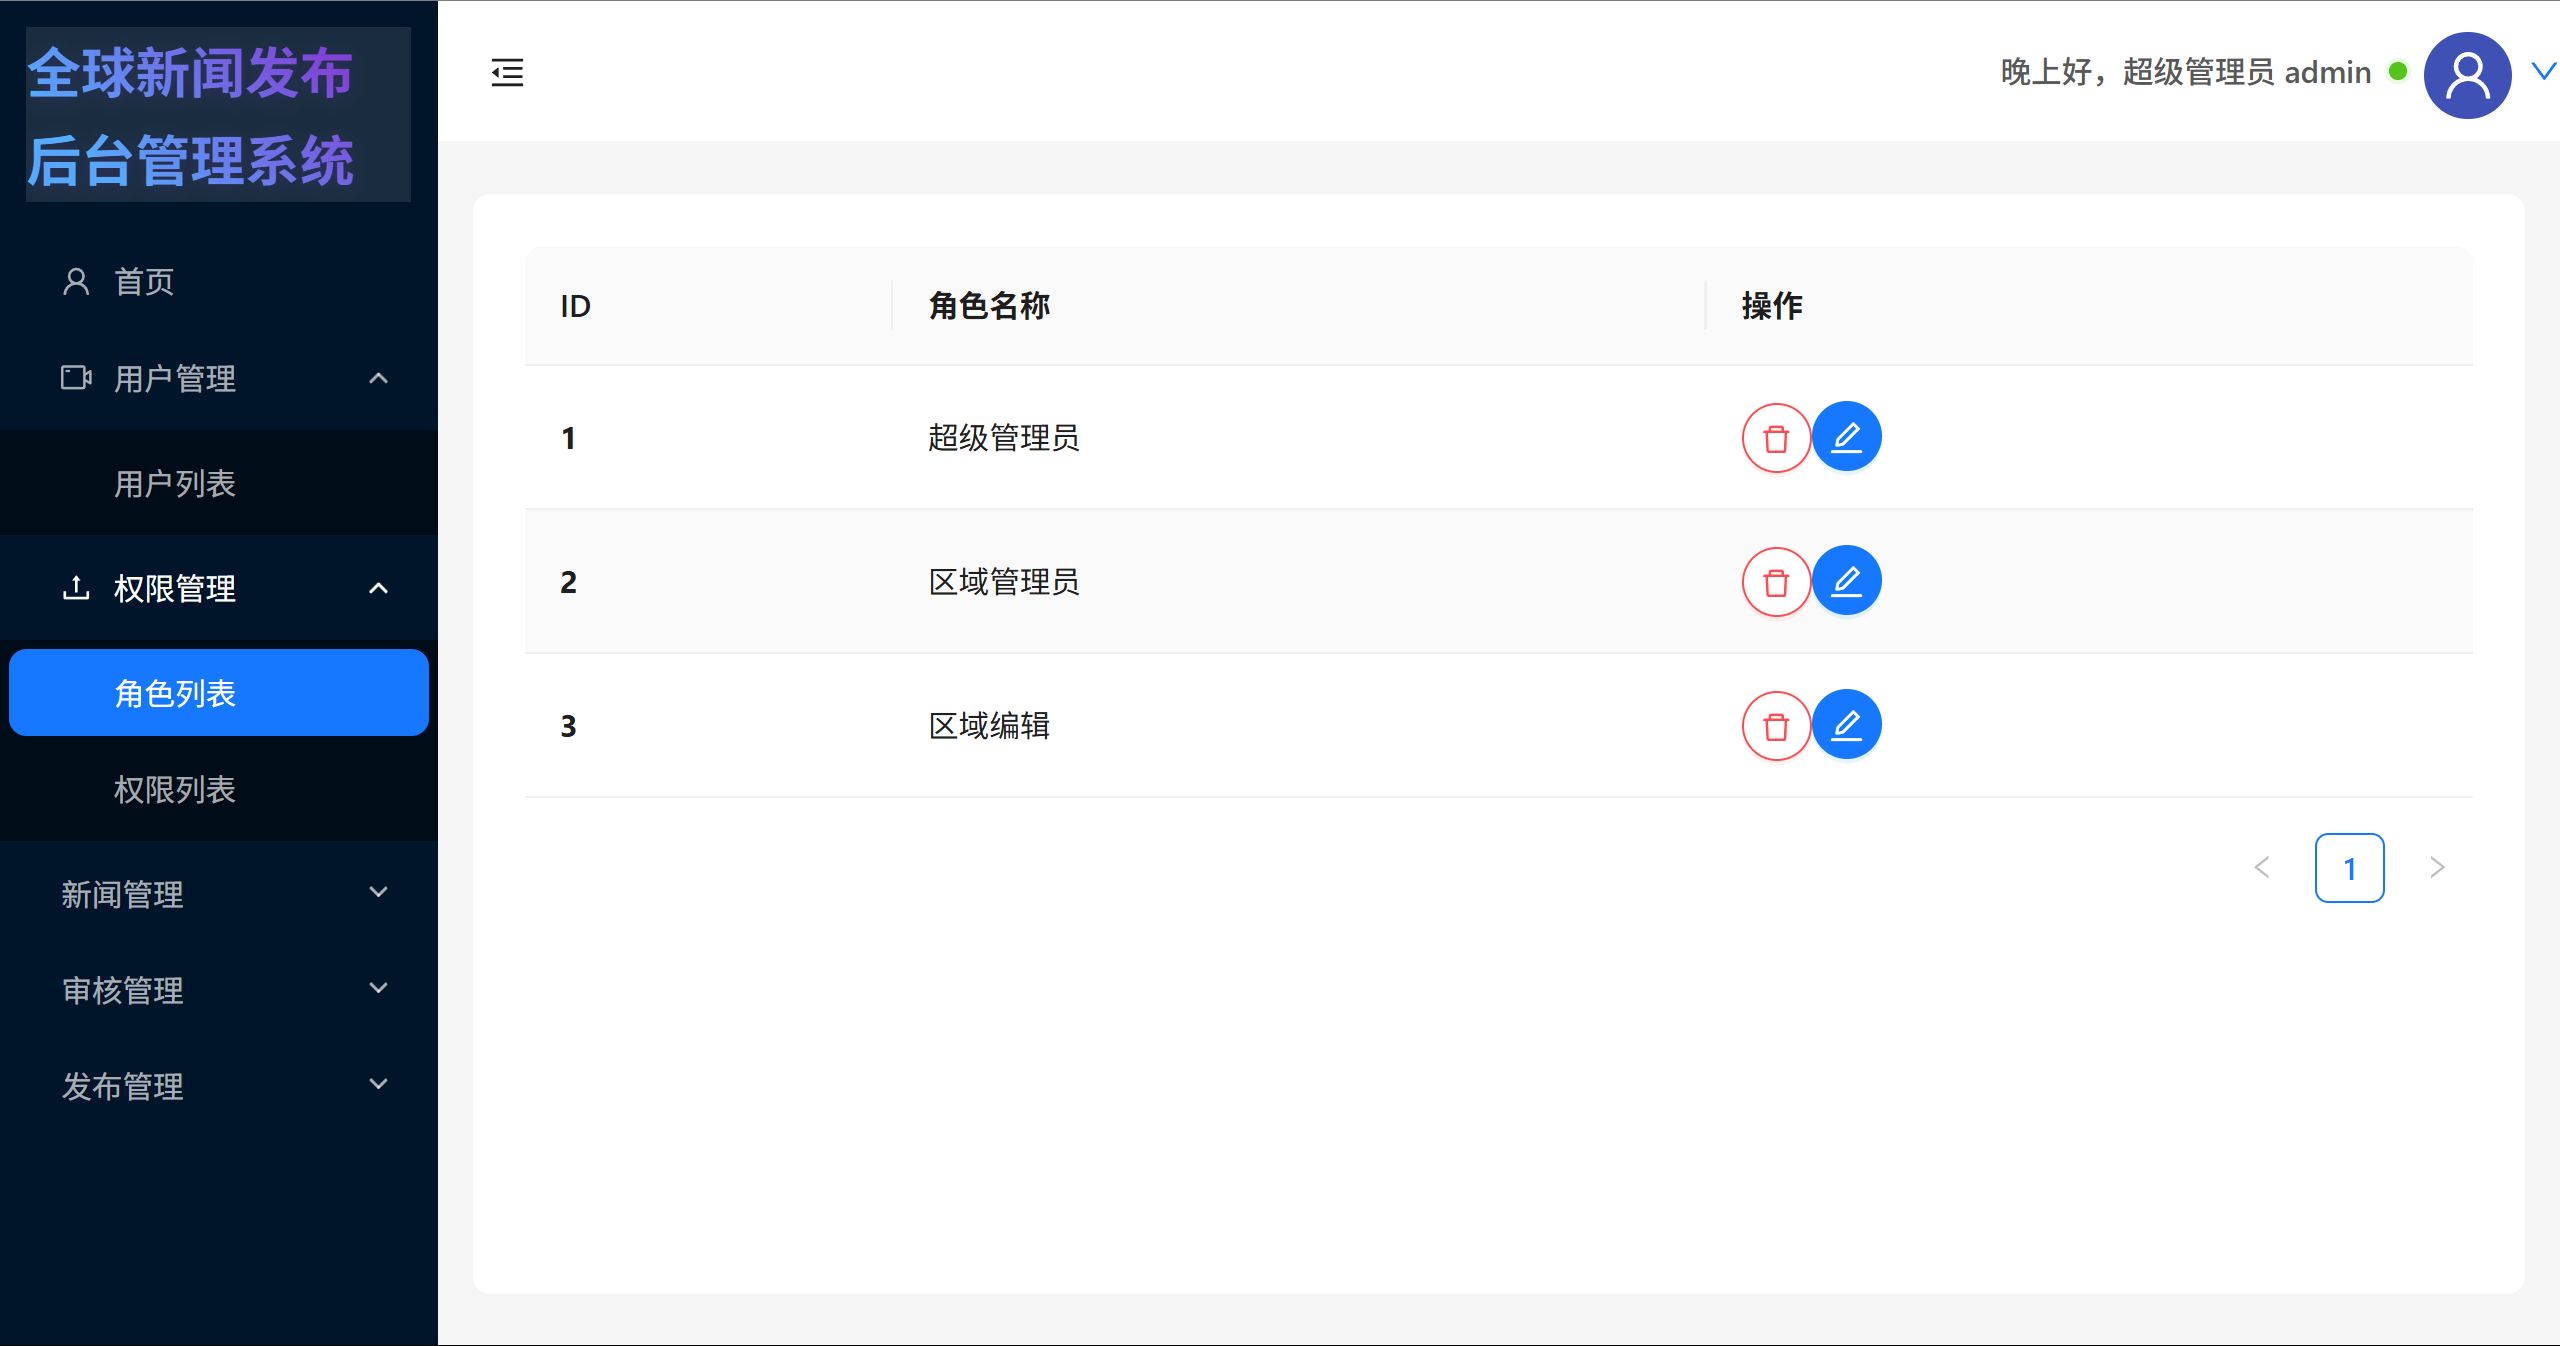 全球新闻发布
后台管理系统
首页
用户管理
用户列表
权限管理
角色列表
权限列表
新闻管理
审核管理
发布管理
晚上好，超级管理员 admin
ID 角色名称 操作
1 超级管理员
2 区域管理员
3 区域编辑
1